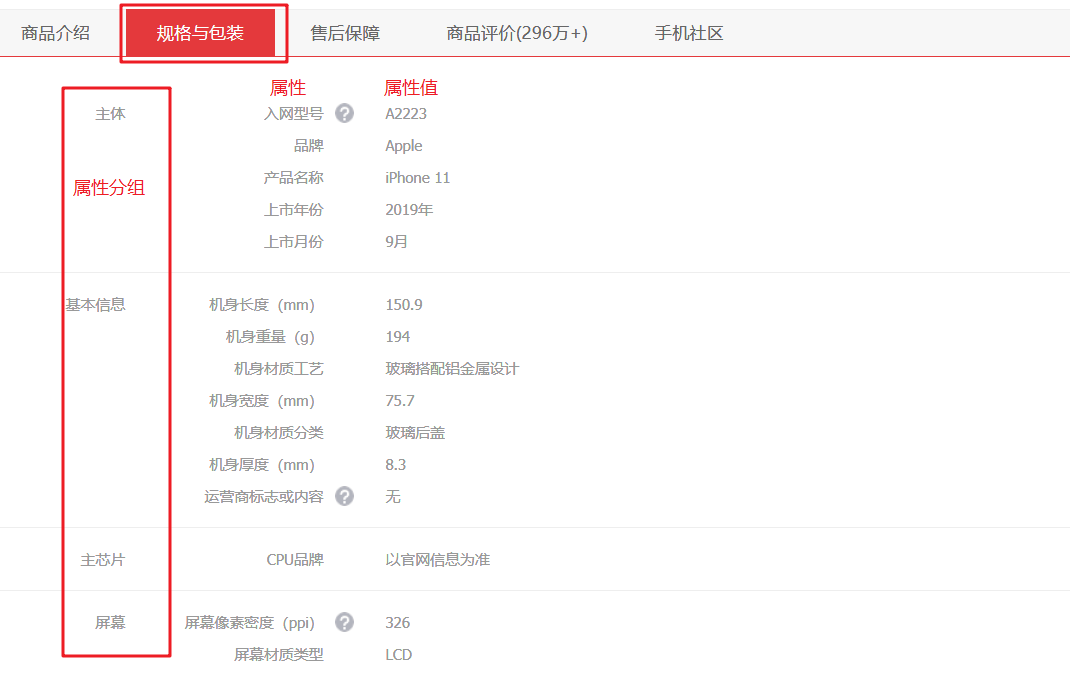 商品介绍 规格与包装 售后保障 商品评价(296万+) 手机社区
属性 属性值
主体 入网型号 ? A2223
品牌 Apple
产品名称 iPhone 11
属性分组
上市年份 2019年
上市月份 9月
基本信息 机身长度（mm） 150.9
机身重量（g） 194
机身材质工艺 玻璃搭配铝金属设计
机身宽度（mm） 75.7
机身材质分类 玻璃后盖
机身厚度（mm） 8.3
运营商标志或内容 ? 无
主芯片 CPU品牌 以官网信息为准
屏幕 屏幕像素密度（ppi） ? 326
屏幕材质类型 LCD